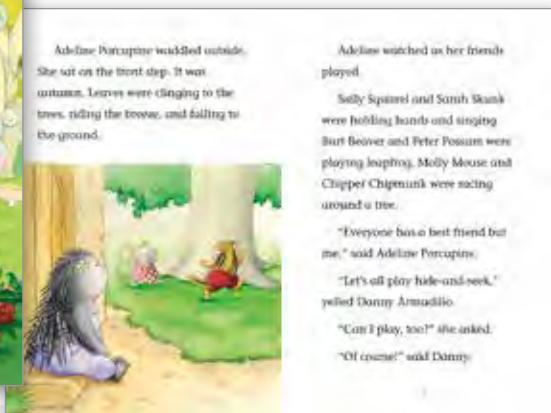 Adeline Porcupine waddled outside.
She sat on the front step. It was
autumn. Leaves were clinging to the
trees, riding the breeze, and falling to
the ground.
Adeline watched as her friends
played.
Sally Squirrel and Sarah Skunk
were holding hands and singing
Burt Beaver and Peter Possum were
playing leapfrog. Molly Mouse and
Chipper Chipmunk were racing
around a tree.
"Everyone has a best friend but
me," said Adeline Porcupine.
"Let's all play hide-and-seek,"
yelled Danny Armadillo.
"Can I play, too?" she asked.
"Of course!" said Danny.